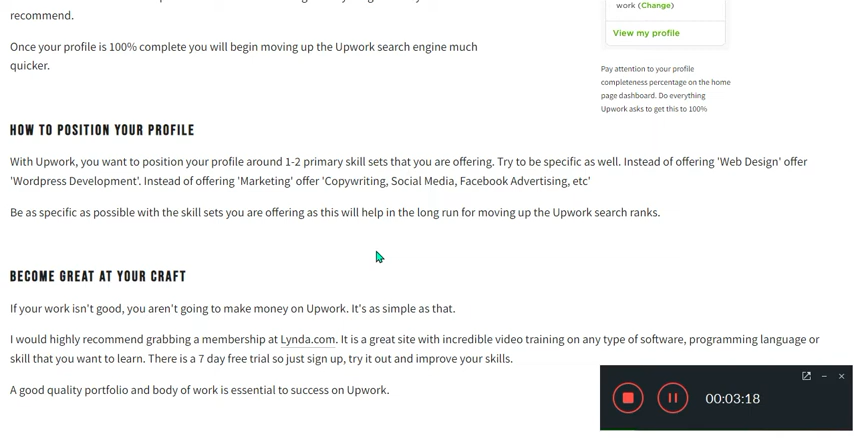 recommend.
work (Change)
View my profile
Once your profile is 100% complete you will begin moving up the Upwork search engine much
quicker.
Pay attention to your profile
completeness percentage on the home
page dashboard. Do everything
Upwork asks to get this to 100%
HOW TO POSITION YOUR PROFILE
With Upwork, you want to position your profile around 1-2 primary skill sets that you are offering. Try to be specific as well. Instead of offering 'Web Design' offer
'Wordpress Development'. Instead of offering 'Marketing' offer 'Copywriting, Social Media, Facebook Advertising, etc'
Be as specific as possible with the skill sets you are offering as this will help in the long run for moving up the Upwork search ranks.
BECOME GREAT AT YOUR CRAFT
If your work isn't good, you aren't going to make money on Upwork. It's as simple as that.
I would highly recommend grabbing a membership at Lynda.com. It is a great site with incredible video training on any type of software, programming language or
skill that you want to learn. There is a 7 day free trial so just sign up, try it out and improve your skills.
A good quality portfolio and body of work is essential to success on Upwork.
00:03:18